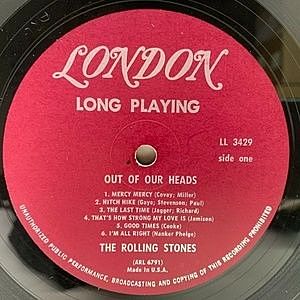 LONDON
LONG PLAYING
LL 3429
side one
OUT OF OUR HEADS
1. MERCY MERCY (Covay; Miller)
2. HITCH HIKE (Gaye; Stevenson; Paul)
3. THE LAST TIME (Jagger; Richard)
4. THAT'S HOW STRONG MY LOVE IS (Jamison)
5. GOOD TIMES (Cooke)
6. I'M ALL RIGHT (Nanker Phelge)
THE ROLLING STONES
(ARL 6791)
Made in U.S.A.
UNAUTHORIZED PUBLIC PERFORMANCE, BROADCASTING AND COPYING OF THIS RECORDING PROHIBITED